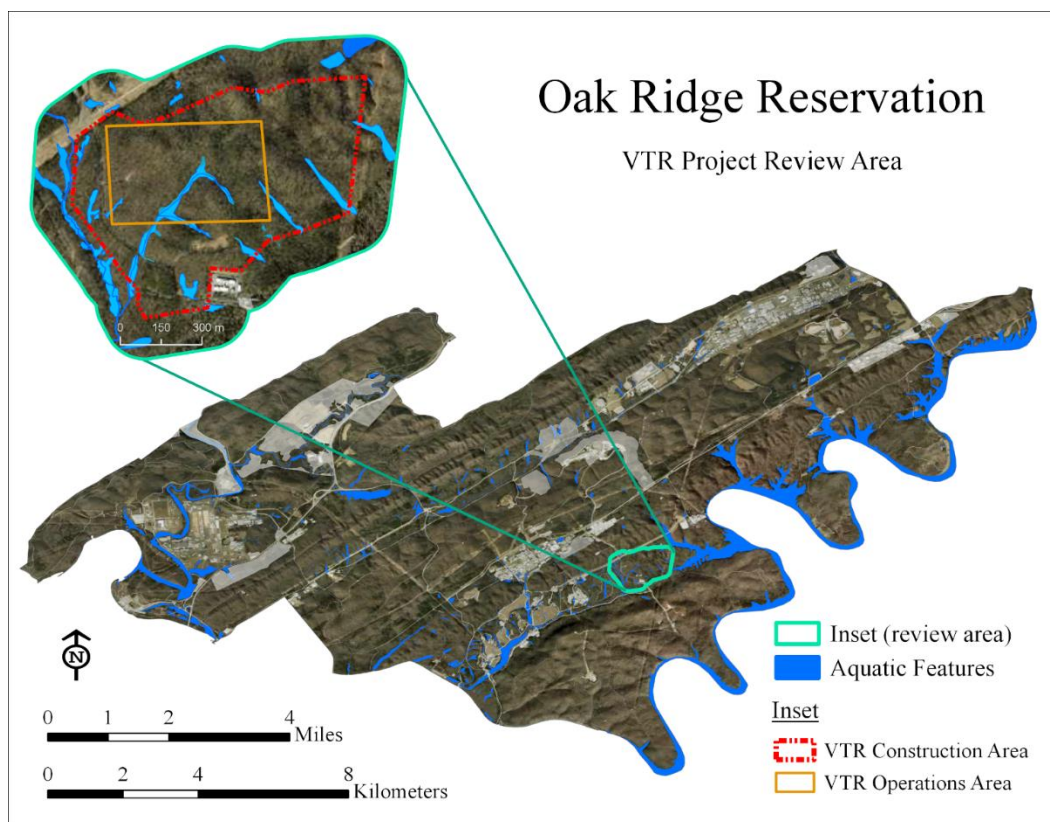 Oak Ridge Reservation
VTR Project Review Area
0 150 300 m
N
Inset (review area)
Aquatic Features
Inset
VTR Construction Area
VTR Operations Area
0 1 2 4
Miles
0 2 4 8
Kilometers